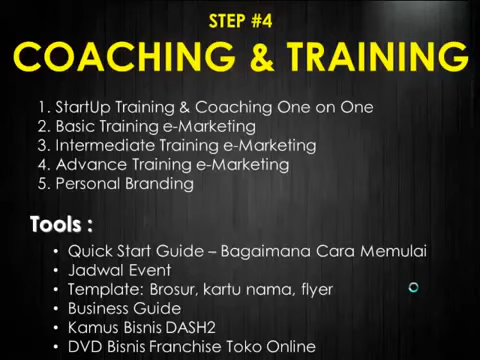 STEP #4
COACHING & TRAINING
1. StartUp Training & Coaching One on One
2. Basic Training e-Marketing
3. Intermediate Training e-Marketing
4. Advance Training e-Marketing
5. Personal Branding
Tools :
• Quick Start Guide – Bagaimana Cara Memulai
• Jadwal Event
• Template: Brosur, kartu nama, flyer
• Business Guide
• Kamus Bisnis DASH2
• DVD Bisnis Franchise Toko Online